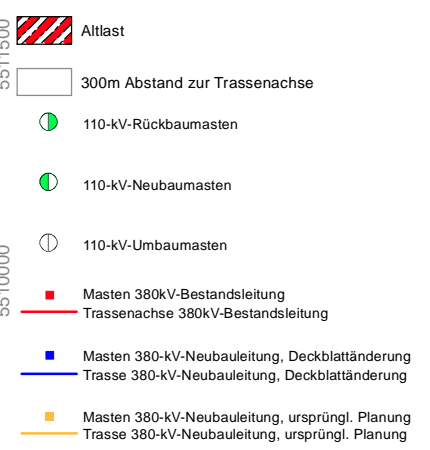 5511500
Altlast
300m Abstand zur Trassenachse
110-kV-Rückbaumasten
110-kV-Neubaumasten
110-kV-Umbaumasten
5510000
Masten 380kV-Bestandsleitung
Trassenachse 380kV-Bestandsleitung
Masten 380-kV-Neubauleitung, Deckblattänderung
Trasse 380-kV-Neubauleitung, Deckblattänderung
Masten 380-kV-Neubauleitung, ursprüngl. Planung
Trasse 380-kV-Neubauleitung, ursprüngl. Planung